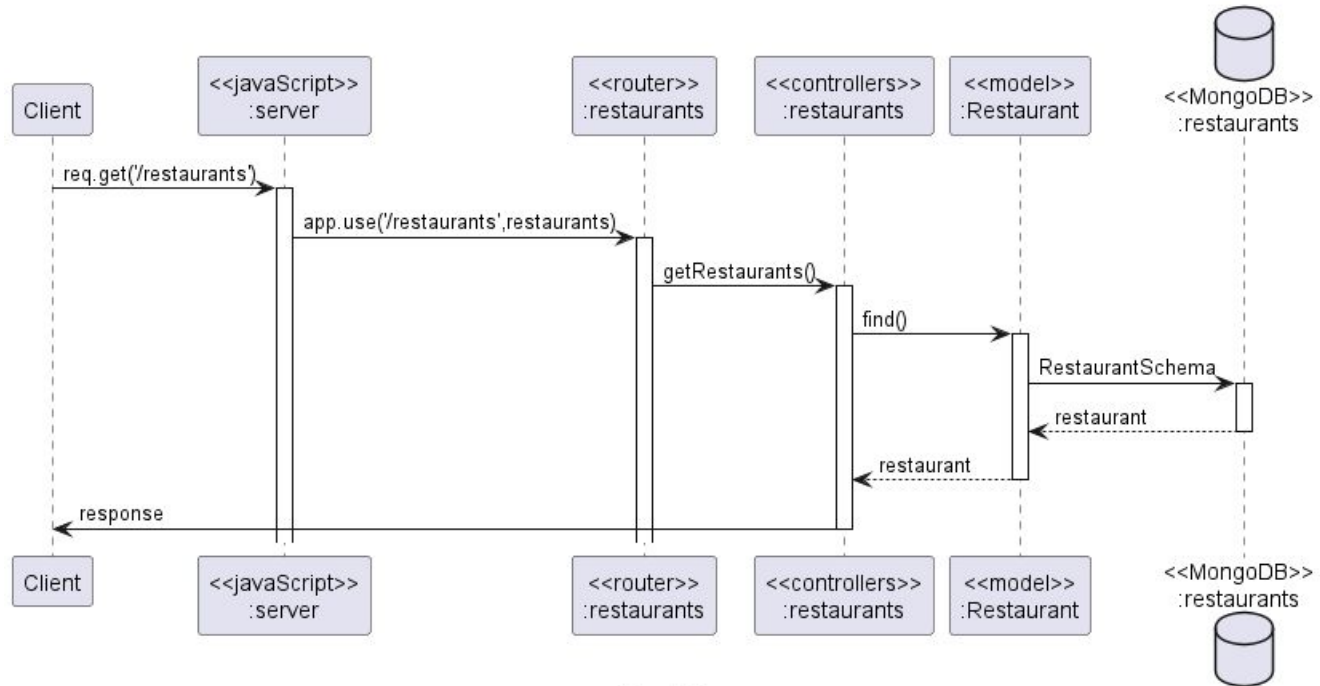 Client
<<javaScript>>
:server
<<router>>
:restaurants
<<controllers>>
:restaurants
<<model>>
:Restaurant
<<MongoDB>>
:restaurants
req.get('/restaurants')
app.use('/restaurants',restaurants)
getRestaurants()
find()
RestaurantSchema
restaurant
restaurant
response
Client
<<javaScript>>
:server
<<router>>
:restaurants
<<controllers>>
:restaurants
<<model>>
:Restaurant
<<MongoDB>>
:restaurants